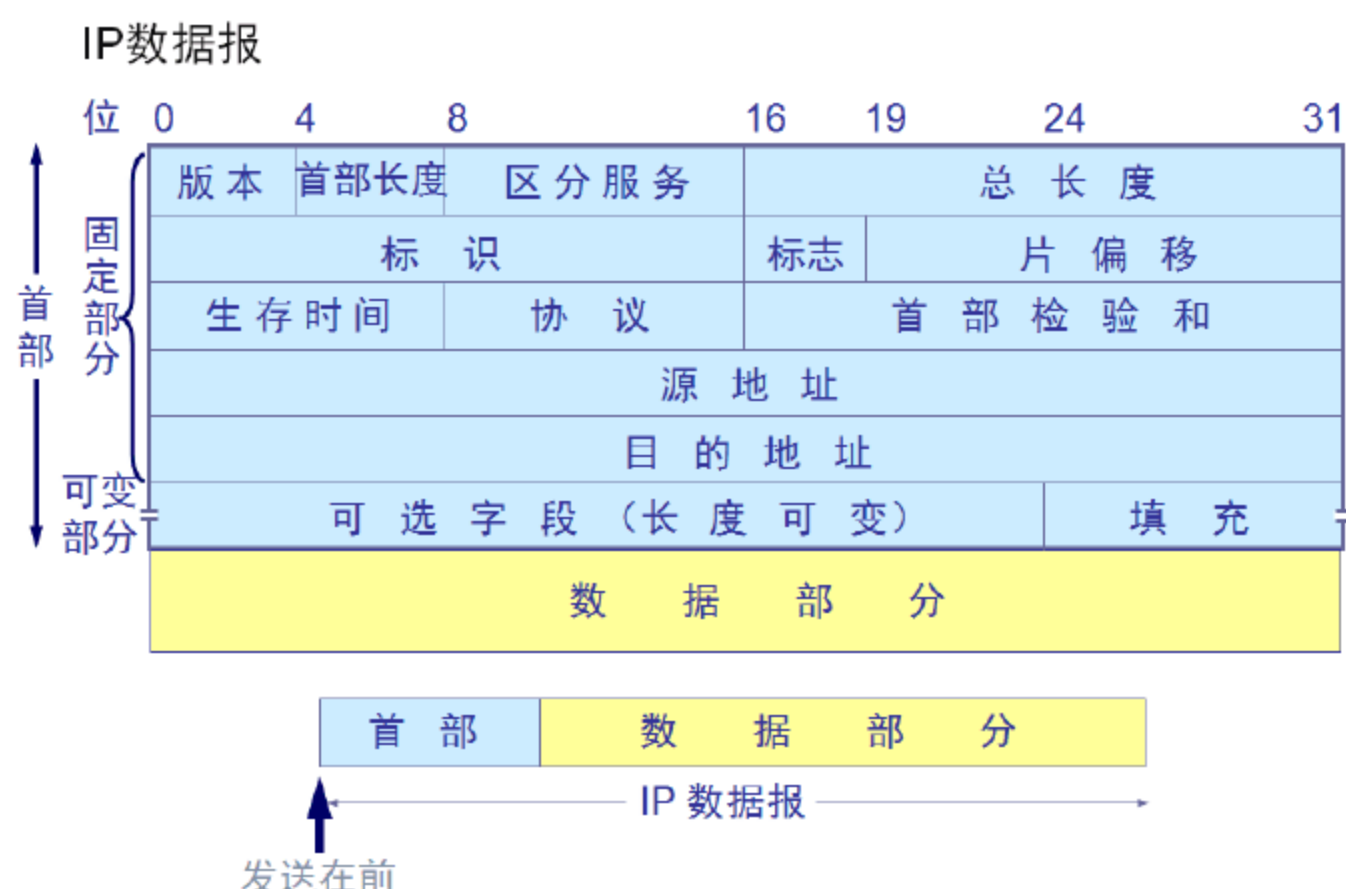 IP数据报
位 0 4 8 16 19 24 31
版本 首部长度 区分服务 总长度
标识 标志 片偏移
生存时间 协议 首部检验和
源地址
目的地址
可选字段（长度可变） 填充
数据部分
首部
固定部分
可变
部分
首部 数据部分
IP 数据报
发送在前